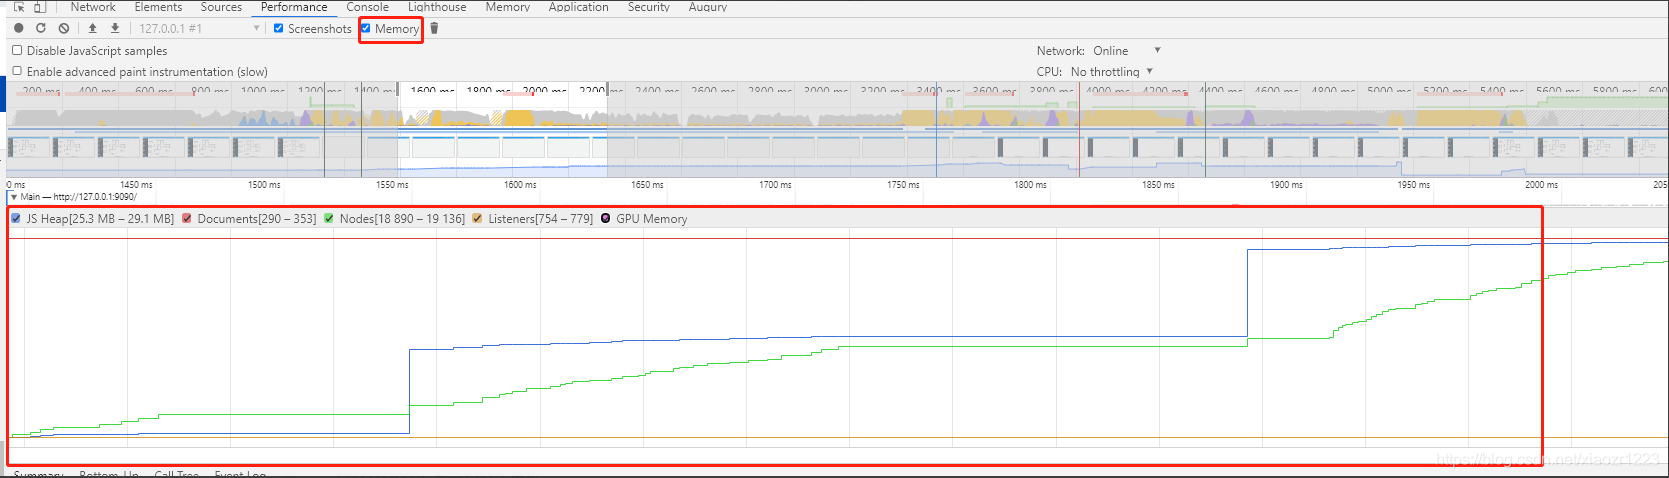 Network Elements Sources Performance Console Lighthouse Memory Application Security Augury
127.0.0.1 #1 Screenshots Memory
Disable JavaScript samples Network: Online
Enable advanced paint instrumentation (slow) CPU: No throttling
200 ms 400 ms 600 ms 800 ms 1000 ms 1200 ms 1400 ms 1600 ms 1800 ms 2000 ms 2200 ms 2400 ms 2600 ms 2800 ms 3000 ms 3200 ms 3400 ms 3600 ms 3800 ms 4000 ms 4200 ms 4400 ms 4600 ms 4800 ms 5000 ms 5200 ms 5400 ms 5600 ms 5800 ms
0 ms 1450 ms 1500 ms 1550 ms 1600 ms 1650 ms 1700 ms 1750 ms 1800 ms 1850 ms 1900 ms 1950 ms 2000 ms 205
Main — http://127.0.0.1:9090/
JS Heap[25.3 MB – 29.1 MB] Documents[290 – 353] Nodes[18 890 – 19 136] Listeners[754 – 779] GPU Memory
https://blog.csdn.net/xiaozr1223
Summary Bottom-Up Call Tree Event Log